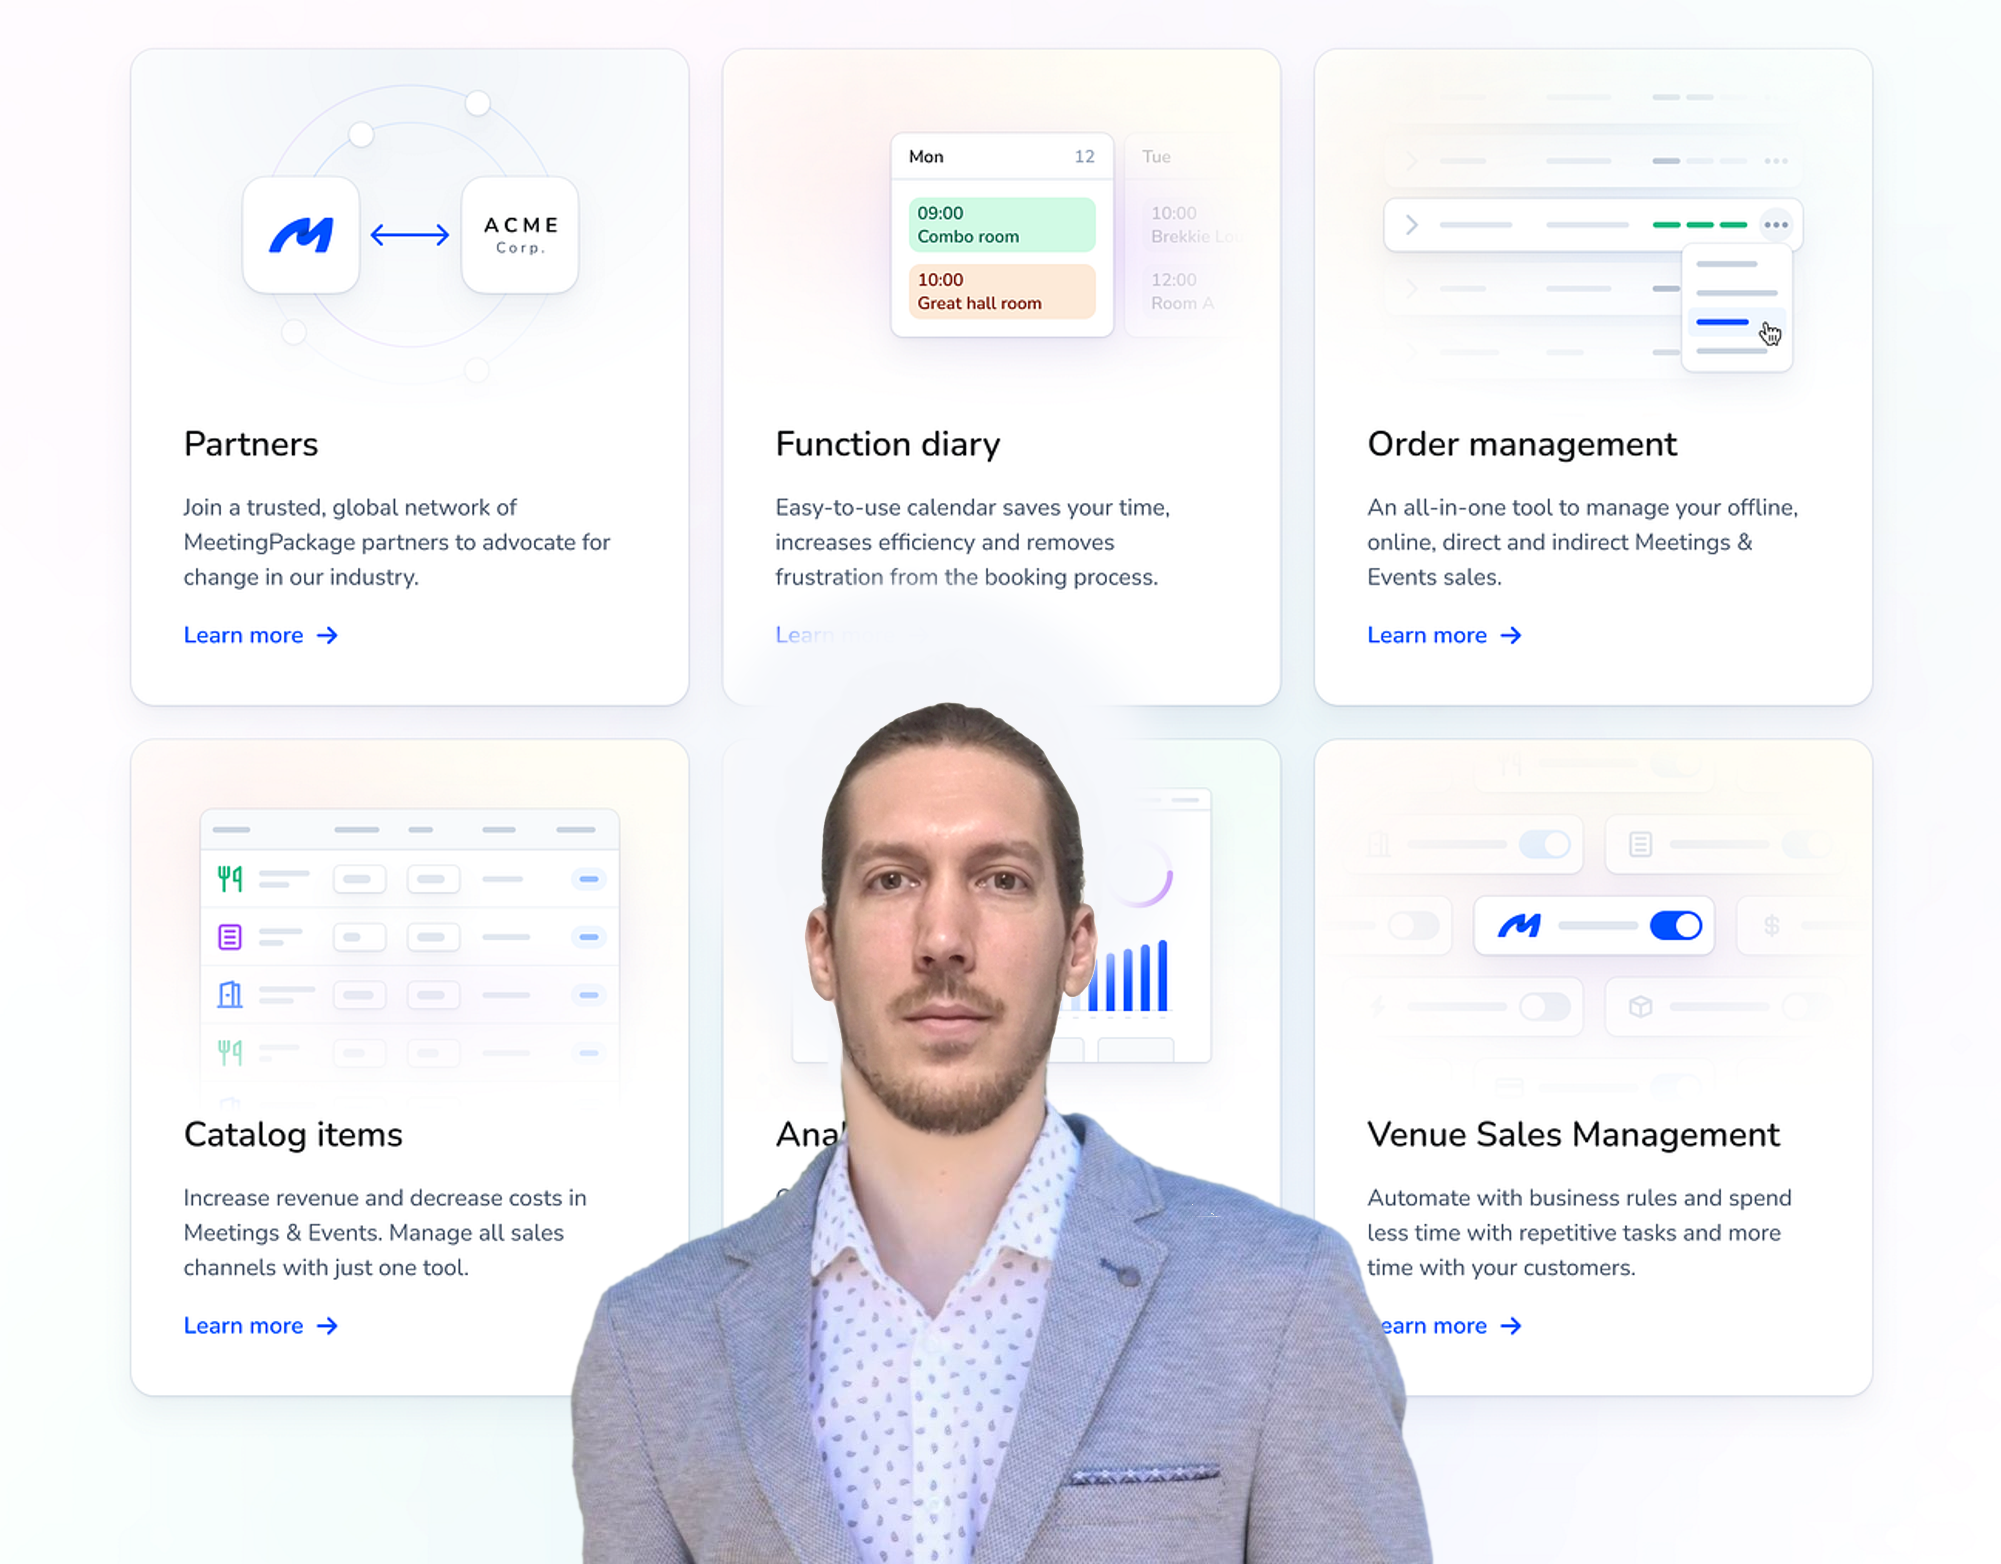 ACME
Corp.
Mon 12
09:00
Combo room
10:00
Great hall room
Tue
10:00
Brekkie
12:00
Room A
Partners
Join a trusted, global network of
MeetingPackage partners to advocate for
change in our industry.
Learn more
Function diary
Easy-to-use calendar saves your time,
increases efficiency and removes
frustration from the booking process.
Learn more
Order management
An all-in-one tool to manage your offline,
online, direct and indirect Meetings &
Events sales.
Learn more
Catalog items
Increase revenue and decrease costs in
Meetings & Events. Manage all sales
channels with just one tool.
Learn more
Venue Sales Management
Automate with business rules and spend
less time with repetitive tasks and more
time with your customers.
earn more